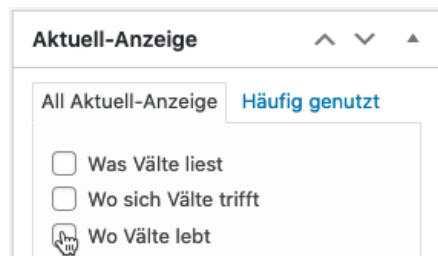 Aktuell-Anzeige
All Aktuell-Anzeige Häufig genutzt
Was Välte liest
Wo sich Välte trifft
Wo Välte lebt